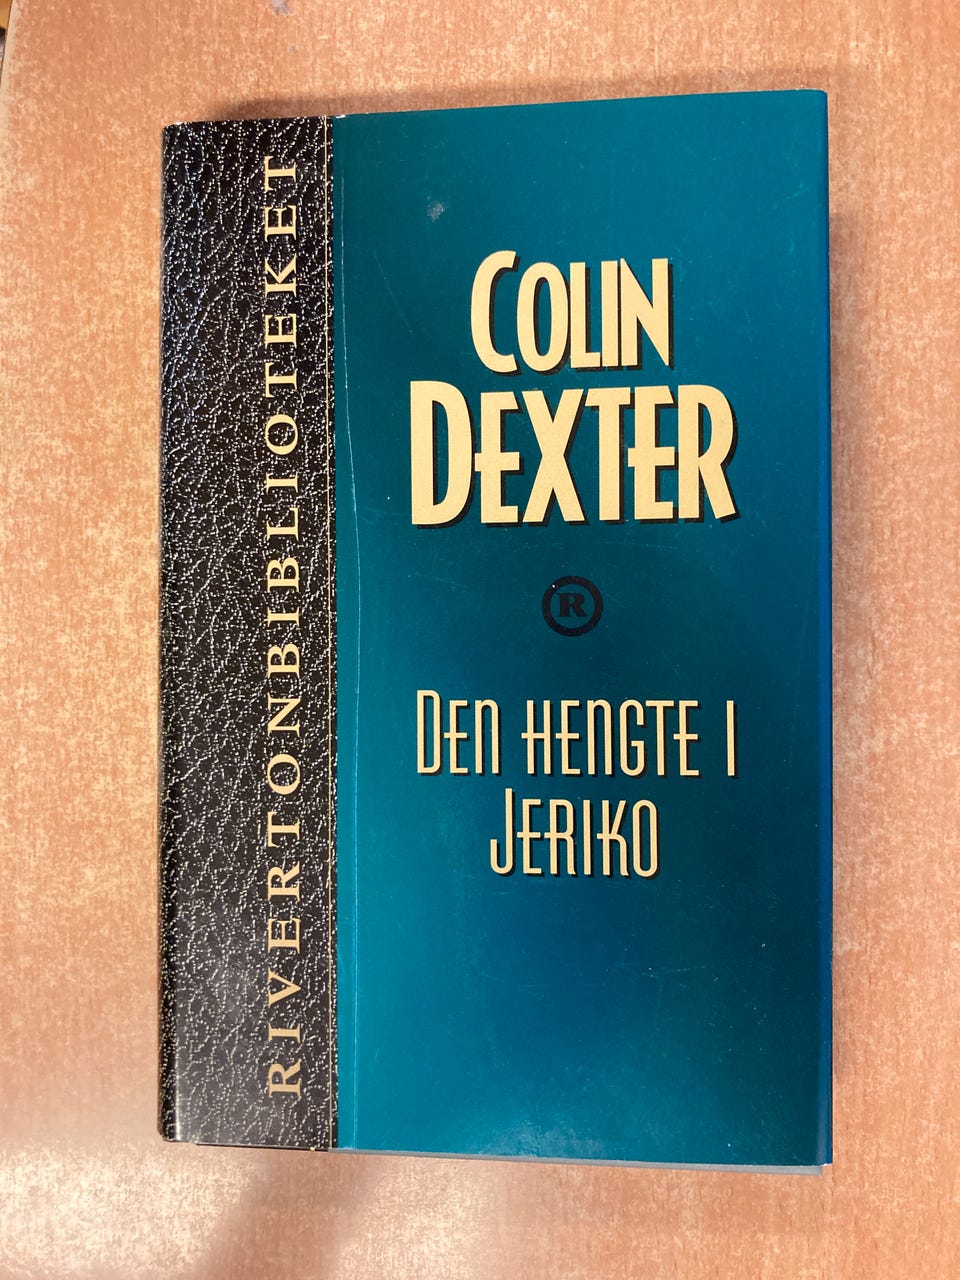 RIVERTONBIBLIOTEKET
COLIN
DEXTER
R
DEN HENGTE I
JERIKO